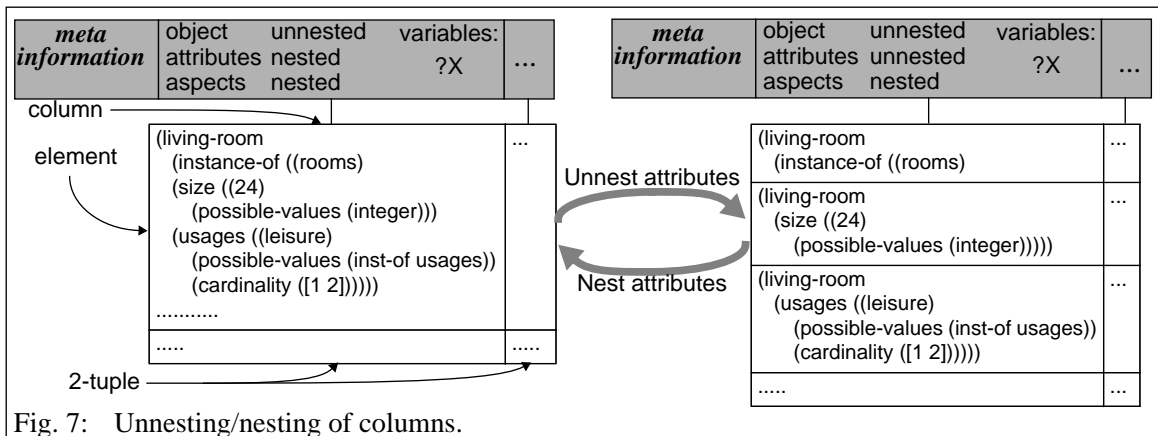 meta
information
object unnested
attributes nested
aspects nested
variables:
?X
...
column
element
(living-room
(instance-of ((rooms)
(size ((24)
(possible-values (integer)))
(usages ((leisure)
(possible-values (inst-of usages))
(cardinality ([1 2])))))
...........
...
.....
.....
2-tuple
Unnest attributes
Nest attributes
meta
information
object unnested
attributes unnested
aspects nested
variables:
?X
...
(living-room
(instance-of ((rooms)
...
(living-room
(size ((24)
(possible-values (integer)))))
...
(living-room
(usages ((leisure)
(possible-values (inst-of usages))
(cardinality ([1 2])))))
...
.....
...
Fig. 7: Unnesting/nesting of columns.